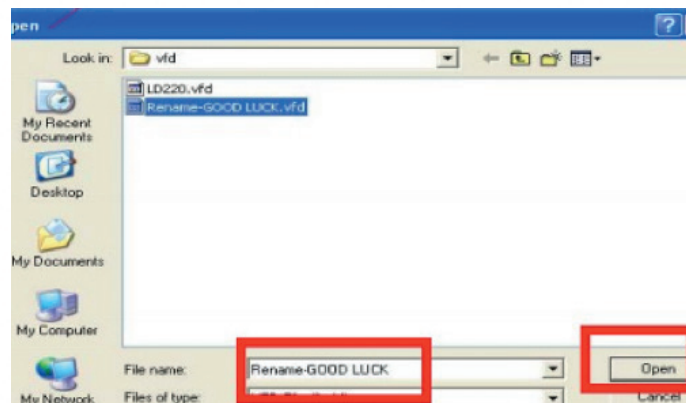 pen
Look in: vfd
LD220.vfd
Rename-GOOD LUCK.vfd
My Recent
Documents
Desktop
My Documents
My Computer
My Network
File name: Rename-GOOD LUCK Open
Files of type: Cancel